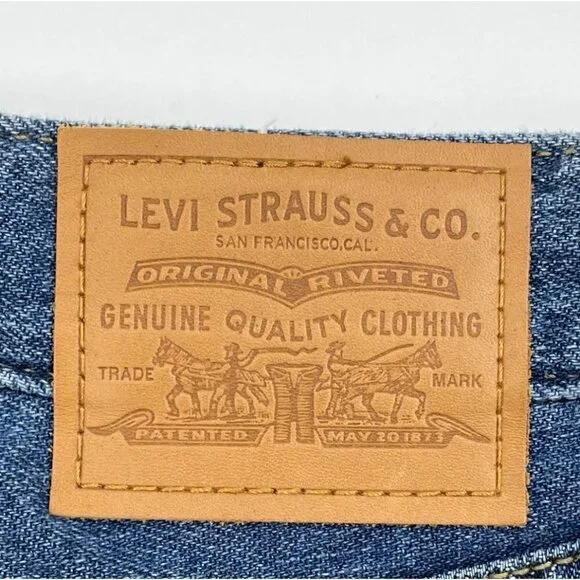 LEVI STRAUSS & CO.
SAN FRANCISCO, CAL.
ORIGINAL RIVETED
GENUINE QUALITY CLOTHING
TRADE MARK
PATENTED MAY 20 1873